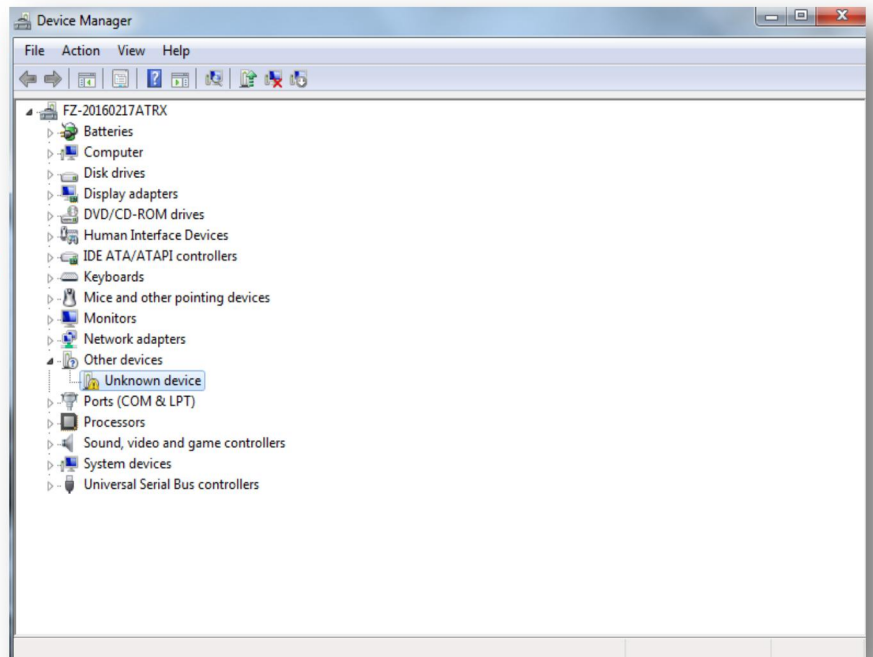 Device Manager
File Action View Help
FZ-20160217ATRX
Batteries
Computer
Disk drives
Display adapters
DVD/CD-ROM drives
Human Interface Devices
IDE ATA/ATAPI controllers
Keyboards
Mice and other pointing devices
Monitors
Network adapters
Other devices
Unknown device
Ports (COM & LPT)
Processors
Sound, video and game controllers
System devices
Universal Serial Bus controllers